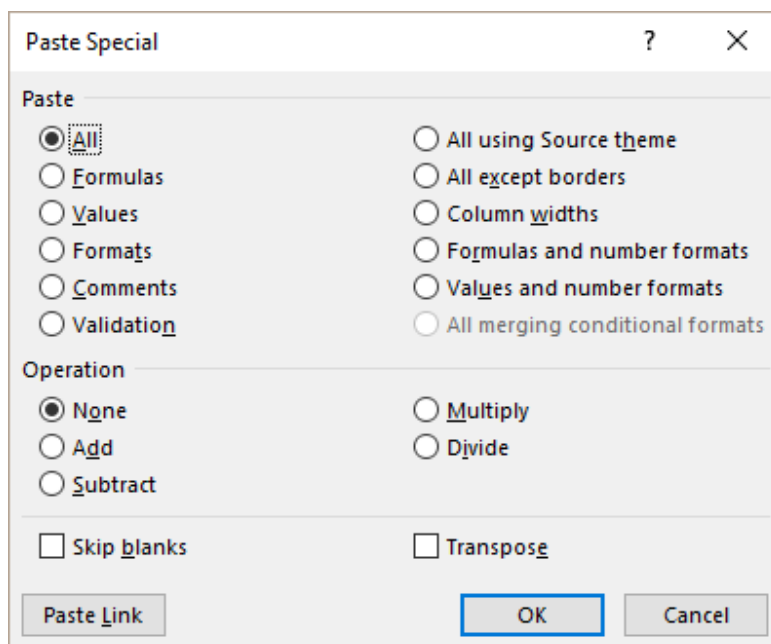 Paste Special ?
Paste
All
All using Source theme
Formulas
All except borders
Values
Column widths
Formats
Formulas and number formats
Comments
Values and number formats
Validation
All merging conditional formats
Operation
None
Multiply
Add
Divide
Subtract
Skip blanks
Transpose
Paste Link
OK
Cancel